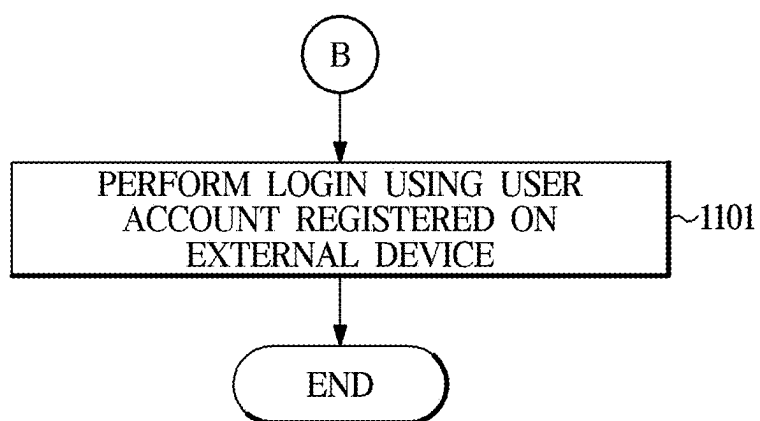 B
PERFORM LOGIN USING USER
ACCOUNT REGISTERED ON
EXTERNAL DEVICE
1101
END